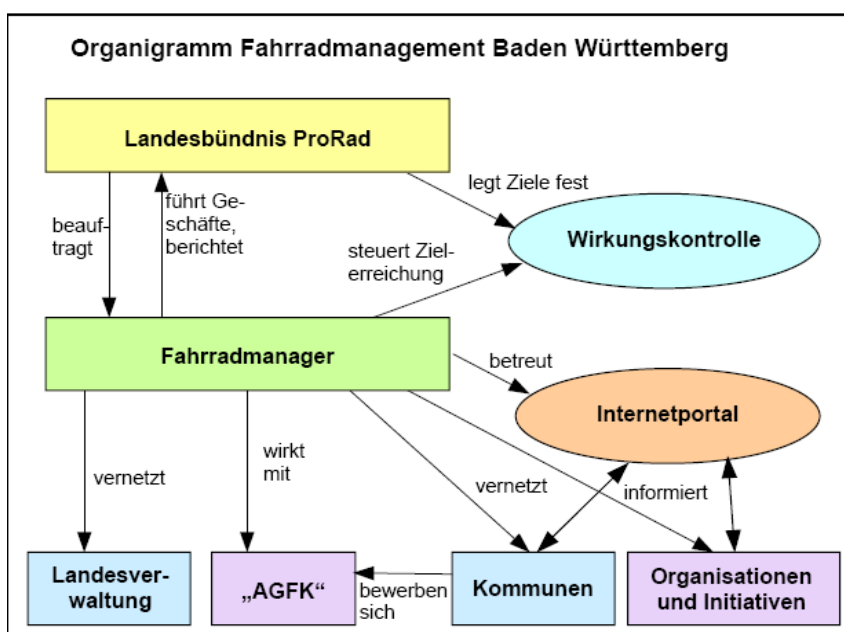 Organigramm Fahrradmanagement Baden Württemberg
Landesbündnis ProRad
legt Ziele fest
beauf-
tragt
führt Ge-
schäfte,
berichtet
Wirkungskontrolle
steuert Ziel-
erreichung
Fahrradmanager
betreut
Internetportal
vernetzt
wirkt
mit
vernetzt
informiert
Landesver-
waltung
„AGFK“
bewerben
sich
Kommunen
Organisationen
und Initiativen